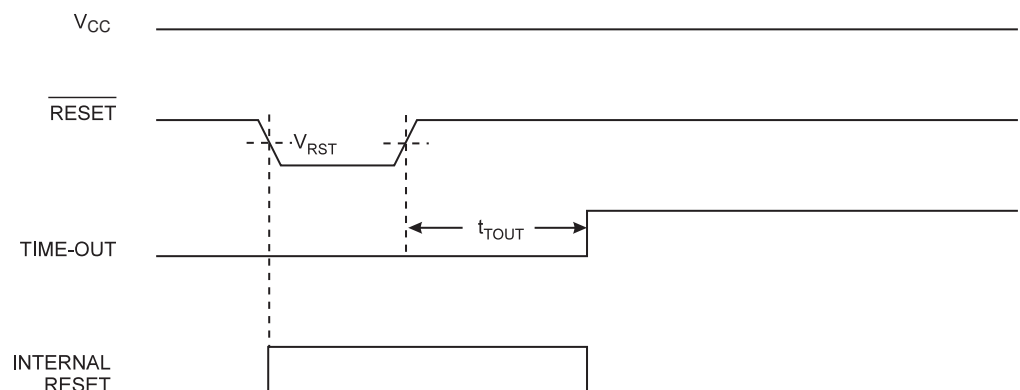 VCC
RESET
VRST
tTOUT
TIME-OUT
INTERNAL
RESET